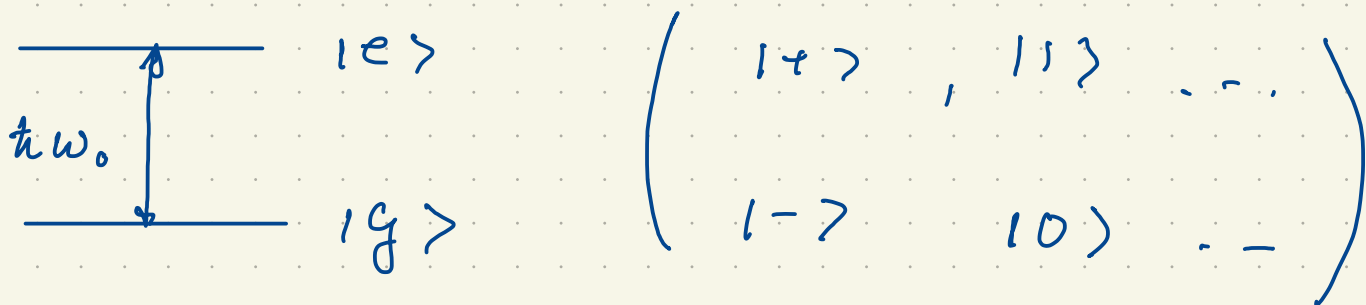 |e> ( |+> , |1> ...
ħω₀
|g> |-> |0> .. - )